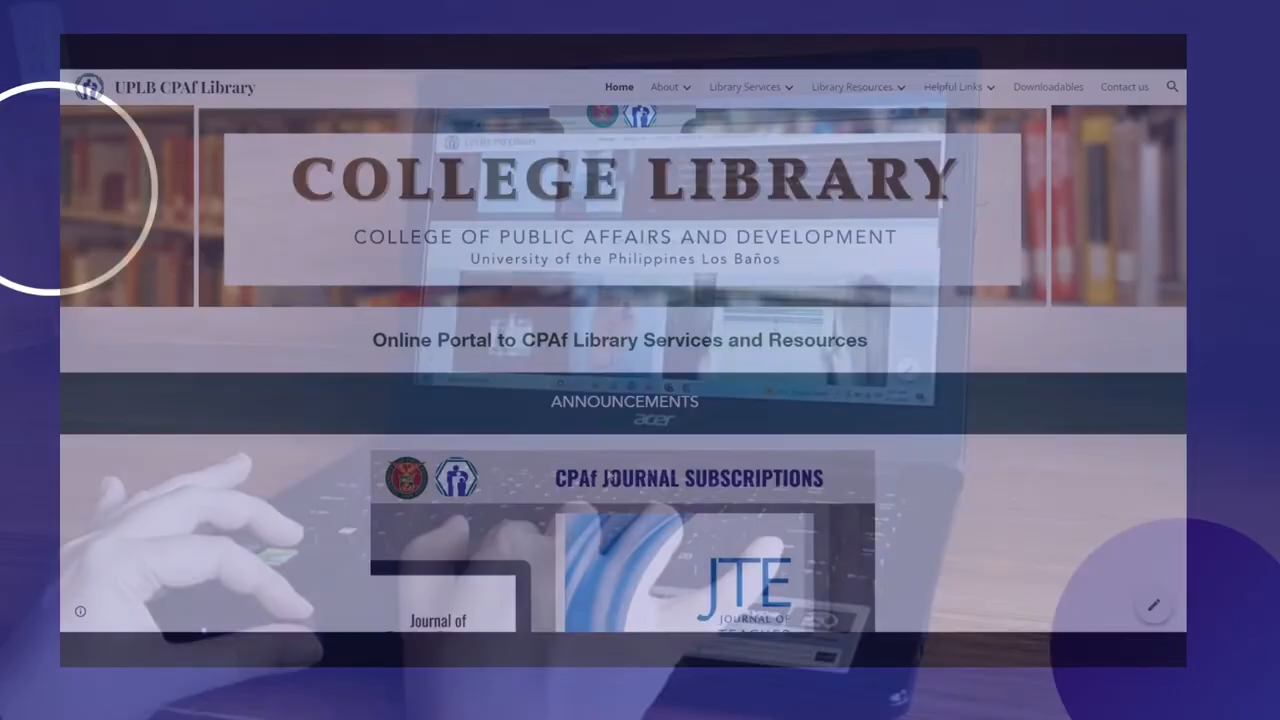 UPLB CPAf Library
Home About Library Services Library Resources Helpful Links Downloadables Contact us
COLLEGE LIBRARY
COLLEGE OF PUBLIC AFFAIRS AND DEVELOPMENT
University of the Philippines Los Baños
Online Portal to CPAf Library Services and Resources
ANNOUNCEMENTS
acer
CPAf JOURNAL SUBSCRIPTIONS
JTE
JOURNAL OF
Journal of